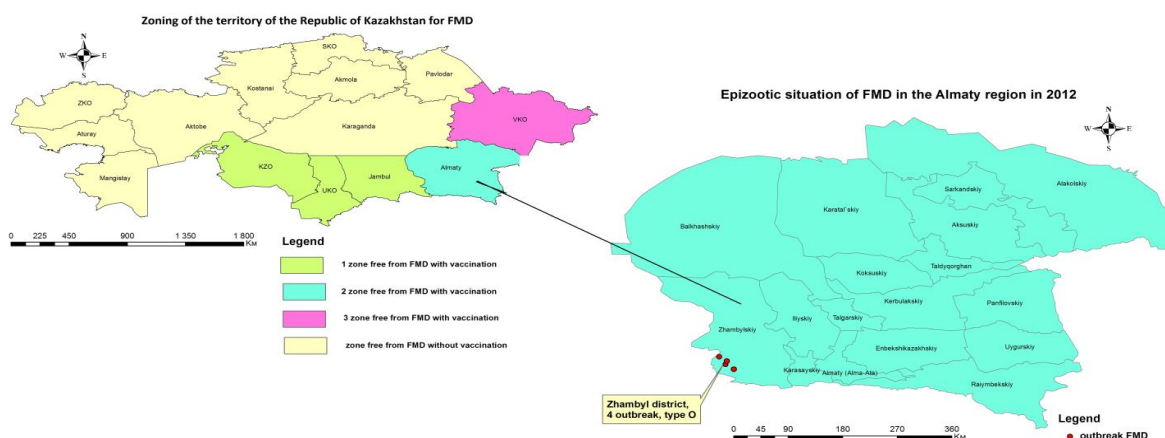 Zoning of the territory of the Republic of Kazakhstan for FMD
N
W E
S
SKO
Pavlodar
Akmola
Kostanai
ZKO
VKO
Aktobe
Karaganda
Aturay
Almaty
KZO
Jambul
Mangistay
UKO
0 225 450 900 1 350 1 800
Км
Legend
1 zone free from FMD with vaccination
2 zone free from FMD with vaccination
3 zone free from FMD with vaccination
zone free from FMD without vaccination
Epizootic situation of FMD in the Almaty region in 2012
N
W E
S
Alakolskiy
Sarkandskiy
Karatal`skiy
Balkhashskiy
Aksuskiy
Taldyqorghan
Koksuskiy
Kerbulakskiy
Panfilovskiy
Iliyskiy
Talgarskiy
Zhambylskiy
Enbekshikazakhskiy
Uygurskiy
Karasayskiy
Almaty (Alma-Ata)
Raiymbekskiy
Zhambyl district,
4 outbreak, type O
Legend
outbreak FMD
0 45 90 180 270 360
Км